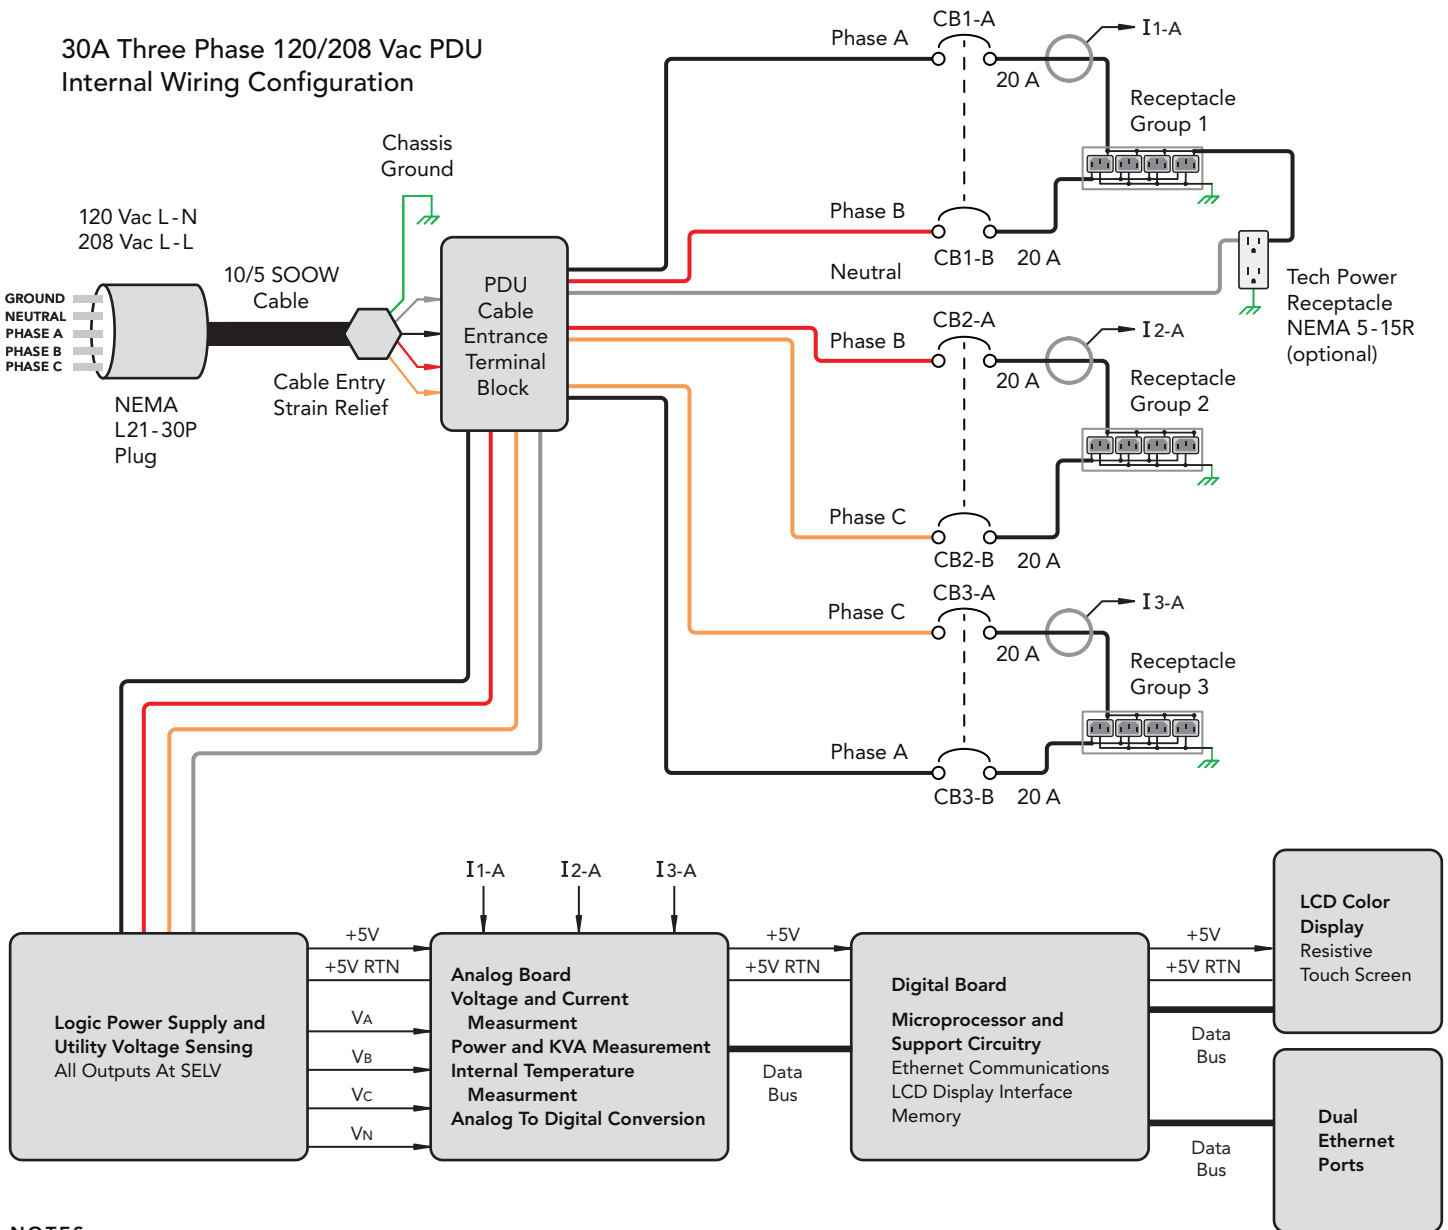 30A Three Phase 120/208 Vac PDU
Internal Wiring Configuration
Chassis
Ground
120 Vac L-N
208 Vac L-L
10/5 SOOW
Cable
GROUND
NEUTRAL
PHASE A
PHASE B
PHASE C
NEMA
L21-30P
Plug
Cable Entry
Strain Relief
PDU
Cable
Entrance
Terminal
Block
Phase A
CB1-A
20 A
I1-A
Receptacle
Group 1
Phase B
CB1-B
20 A
Neutral
Tech Power
Receptacle
NEMA 5-15R
(optional)
Phase B
CB2-A
20 A
I2-A
Receptacle
Group 2
Phase C
CB2-B
20 A
Phase C
CB3-A
20 A
I3-A
Receptacle
Group 3
Phase A
CB3-B
20 A
I1-A
I2-A
I3-A
Logic Power Supply and
Utility Voltage Sensing
All Outputs At SELV
+5V
+5V RTN
VA
VB
VC
VN
Analog Board
Voltage and Current
Measurment
Power and KVA Measurement
Internal Temperature
Measurment
Analog To Digital Conversion
+5V
+5V RTN
Data
Bus
Digital Board
Microprocessor and
Support Circuitry
Ethernet Communications
LCD Display Interface
Memory
+5V
+5V RTN
Data
Bus
Data
Bus
LCD Color
Display
Resistive
Touch Screen
Dual
Ethernet
Ports
NOTES